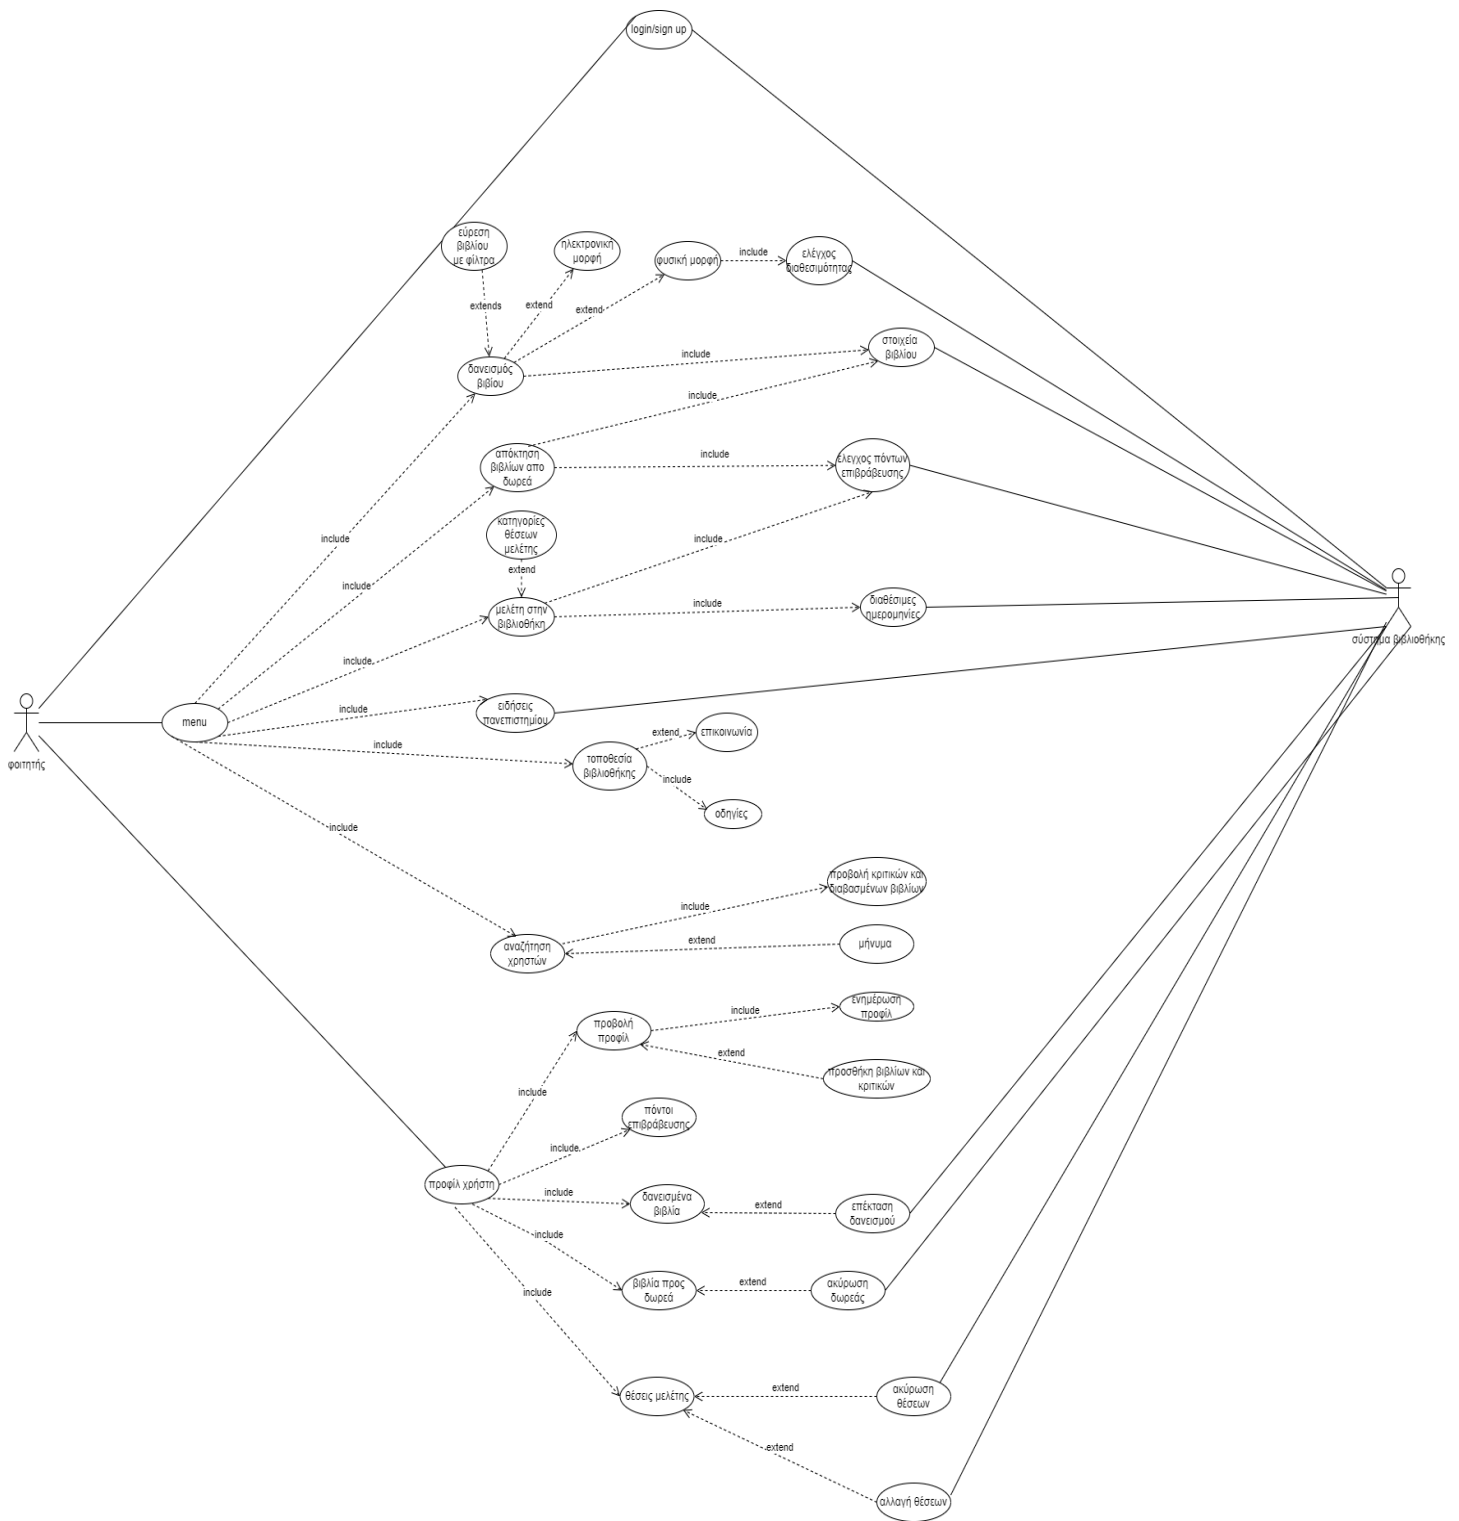 login/sign up
εύρεση
βιβλίου
με φίλτρα
ηλεκτρονική
μορφή
φυσική μορφή
include
ελέγχος
διαθεσιμότητας
extends
extend
extend
στοιχεία
βιβλίου
include
δανεισμός
βιβίου
include
απόκτηση
βιβλίων απο
δωρεά
include
έλεγχος πόντων
επιβράβευσης
κατηγορίες
θέσεων
μελέτης
include
include
extend
include
μελέτη στην
βιβλιοθήκη
include
διαθέσιμες
ημερομηνίες
σύστημα βιβλιοθήκης
include
include
ειδήσεις
πανεπιστημίου
menu
φοιτητής
include
extend
επικοινωνία
τοποθεσία
βιβλιοθήκης
include
οδηγίες
include
προβολή κριτικών και
διαβασμένων βιβλίων
include
extend
μήνυμα
αναζήτηση
χρηστών
ενημέρωση
προφίλ
include
προβολή
προφίλ
extend
προσθήκη βιβλίων και
κριτικών
include
πόντοι
επιβράβευσης
include
προφίλ χρήστη
include
δανεισμένα
βιβλία
extend
επέκταση
δανεισμού
include
βιβλία προς
δωρεά
extend
ακύρωση
δωρεάς
include
θέσεις μελέτης
extend
ακύρωση
θέσεων
extend
αλλαγή θέσεων